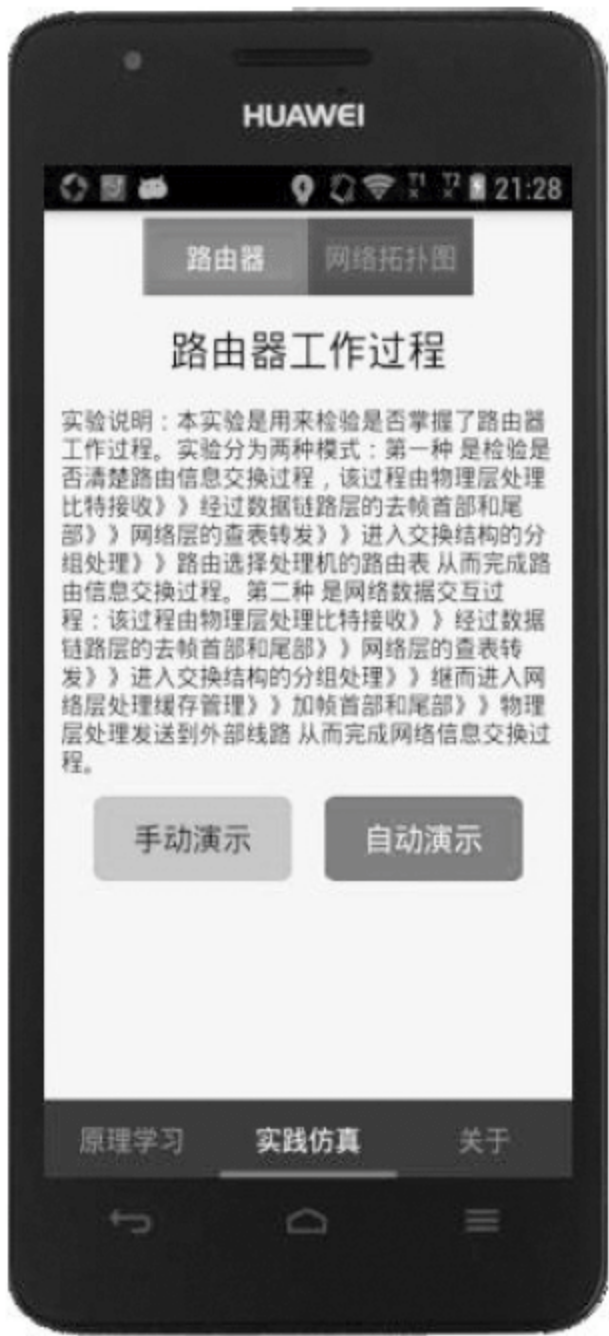 HUAWEI
21:28
路由器 网络拓扑图
路由器工作过程
实验说明：本实验是用来检验是否掌握了路由器
工作过程。实验分为两种模式：第一种 是检验是
否清楚路由信息交换过程，该过程由物理层处理
比特接收》》经过数据链路层的去帧首部和尾
部》》网络层的查表转发》》进入交换结构的分
组处理》》路由选择处理机的路由表 从而完成路
由信息交换过程。第二种 是网络数据交互过
程：该过程由物理层处理比特接收》》经过数据
链路层的去帧首部和尾部》》网络层的查表转
发》》进入交换结构的分组处理》》继而进入网
络层处理缓存管理》》加帧首部和尾部》》物理
层处理发送到外部线路 从而完成网络信息交换过
程。
手动演示 自动演示
原理学习 实践仿真 关于